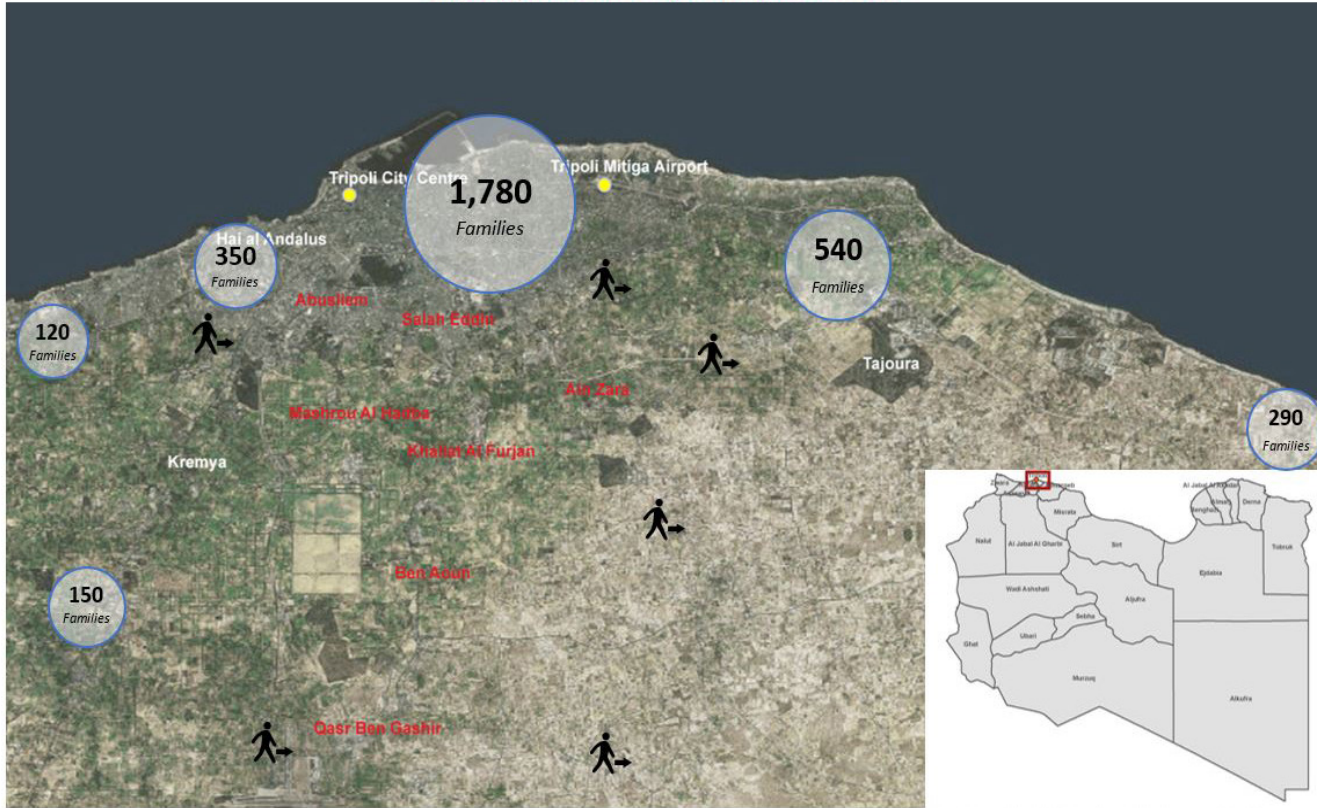 Tripoli City Centre
Tripoli Mitiga Airport
1,780
Families
Hai al Andalus
350
Families
540
Families
Abusliem
Salah Eddin
120
Families
Tajoura
Ain Zara
Mashrou Al Hadba
290
Families
Khallat Al Furjan
Kremya
Ben Aoun
150
Families
Qasr Ben Gashir
Zwara
Al Jabal Al Akhdar
Benghazi
Derna
Misrata
Tobruk
Nalut
Al Jabal Al Gharbi
Sirt
Ejdabia
Wadi Ashshati
Aljufra
Sebha
Ubari
Ghat
Murzuq
Alkufra